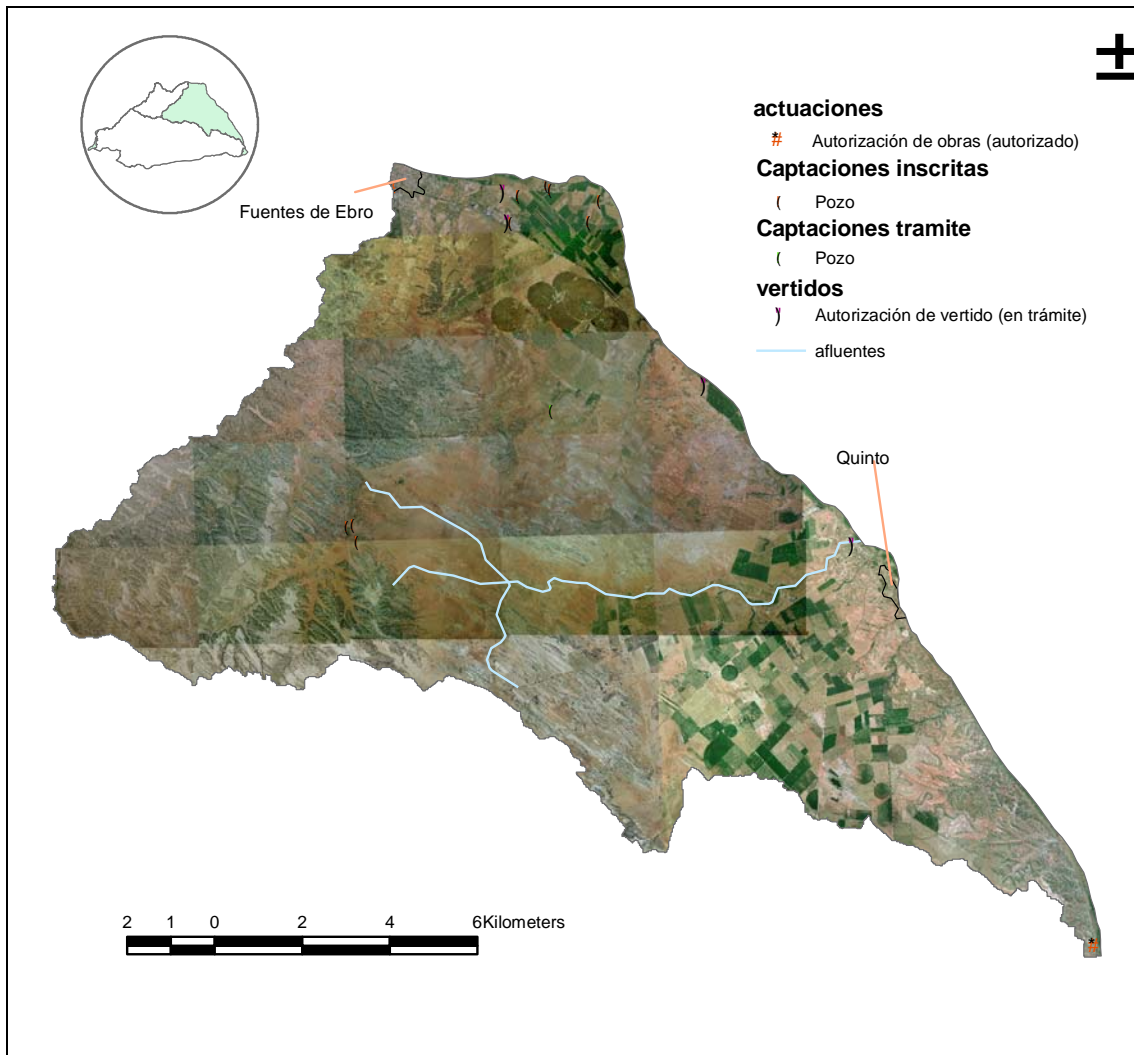 actuaciones
Autorización de obras (autorizado)
Captaciones inscritas
Pozo
Captaciones tramite
Pozo
vertidos
Autorización de vertido (en trámite)
afluentes
Fuentes de Ebro
Quinto
2 1 0 2 4 6Kilometers